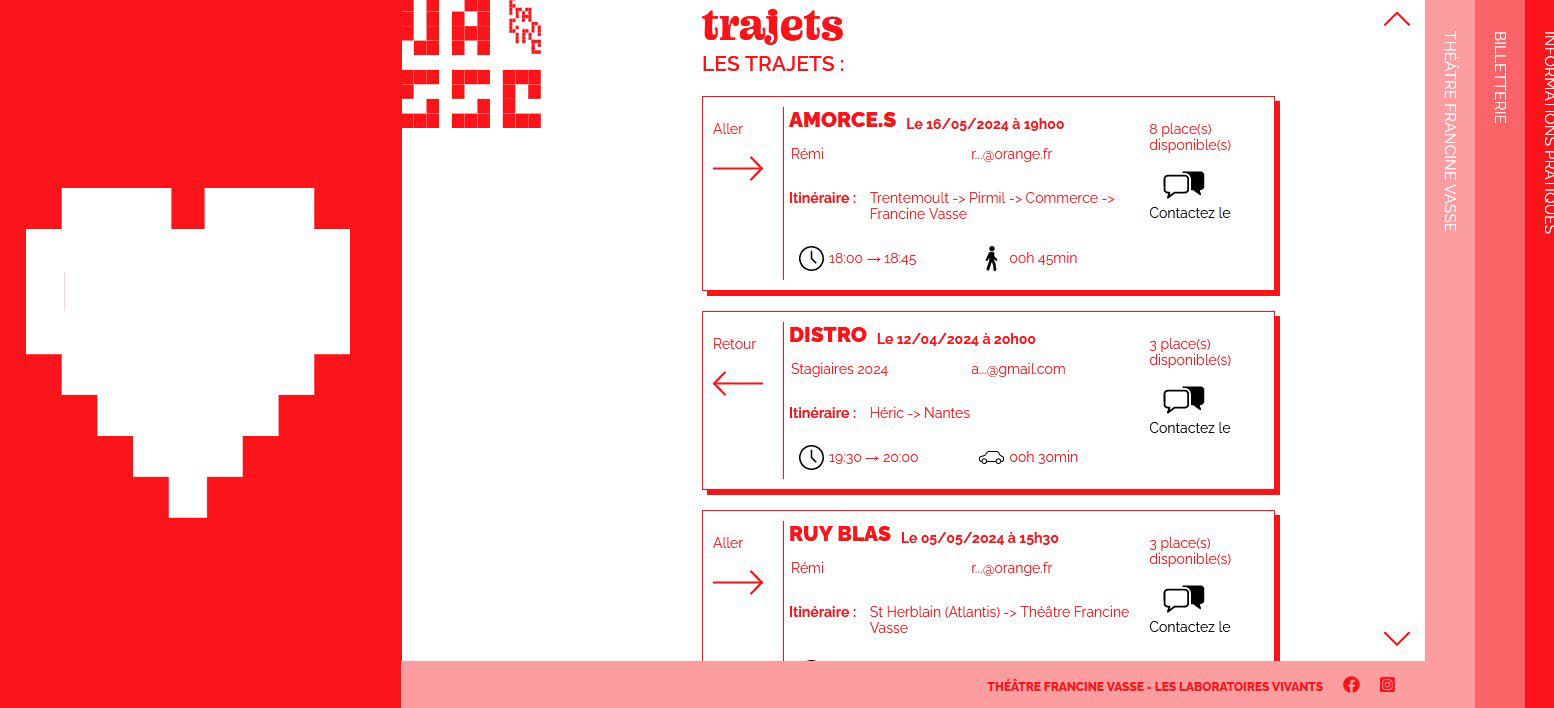 trajets
LES TRAJETS :
Aller
AMORCE.S Le 16/05/2024 à 19h00
8 place(s)
disponible(s)
Rémi r...@orange.fr
Itinéraire : Trentemoult -> Pirmil -> Commerce ->
Francine Vasse
Contactez le
18:00 → 18:45 00h 45min
Retour
DISTRO Le 12/04/2024 à 20h00
3 place(s)
disponible(s)
Stagiaires 2024 a...@gmail.com
Itinéraire : Héric -> Nantes
Contactez le
19:30 → 20:00 00h 30min
Aller
RUY BLAS Le 05/05/2024 à 15h30
3 place(s)
disponible(s)
Rémi r...@orange.fr
Itinéraire : St Herblain (Atlantis) -> Théâtre Francine
Vasse
Contactez le
THÉÂTRE FRANCINE VASSE - LES LABORATOIRES VIVANTS
THÉÂTRE FRANCINE VASSE
BILLETTERIE
INFORMATIONS PRATIQUES